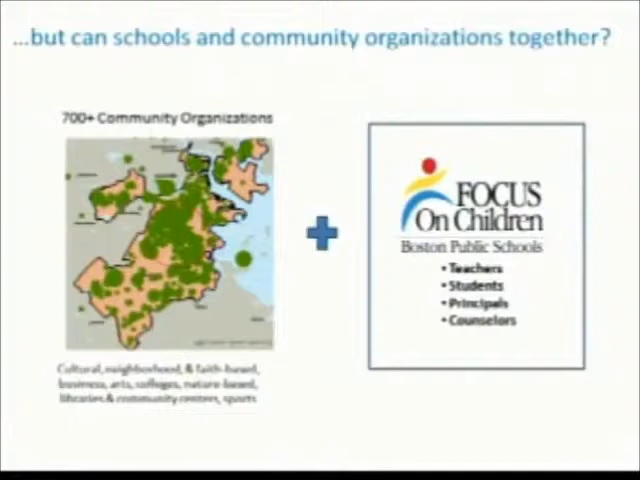 ...but can schools and community organizations together?
700+ Community Organizations
FOCUS
On Children
Boston Public Schools
• Teachers
• Students
• Principals
• Counselors
Cultural, neighborhood, & faith-based,
business, arts, colleges, nature-based,
libraries & community centers, sports